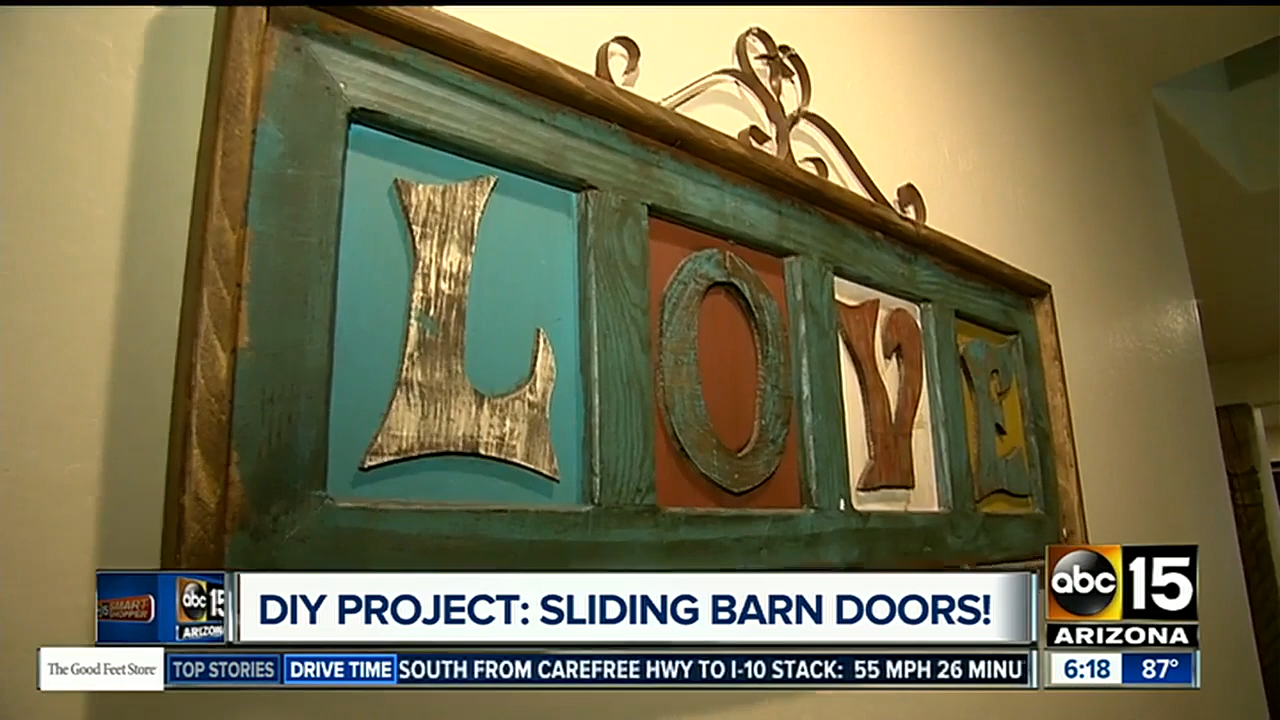 LOVE
15 SMART SHOPPER
abc 15
ARIZONA
DIY PROJECT: SLIDING BARN DOORS!
abc 15
ARIZONA
The Good Feet Store
TOP STORIES
DRIVE TIME
SOUTH FROM CAREFREE HWY TO I-10 STACK: 55 MPH 26 MINU
6:18
87°